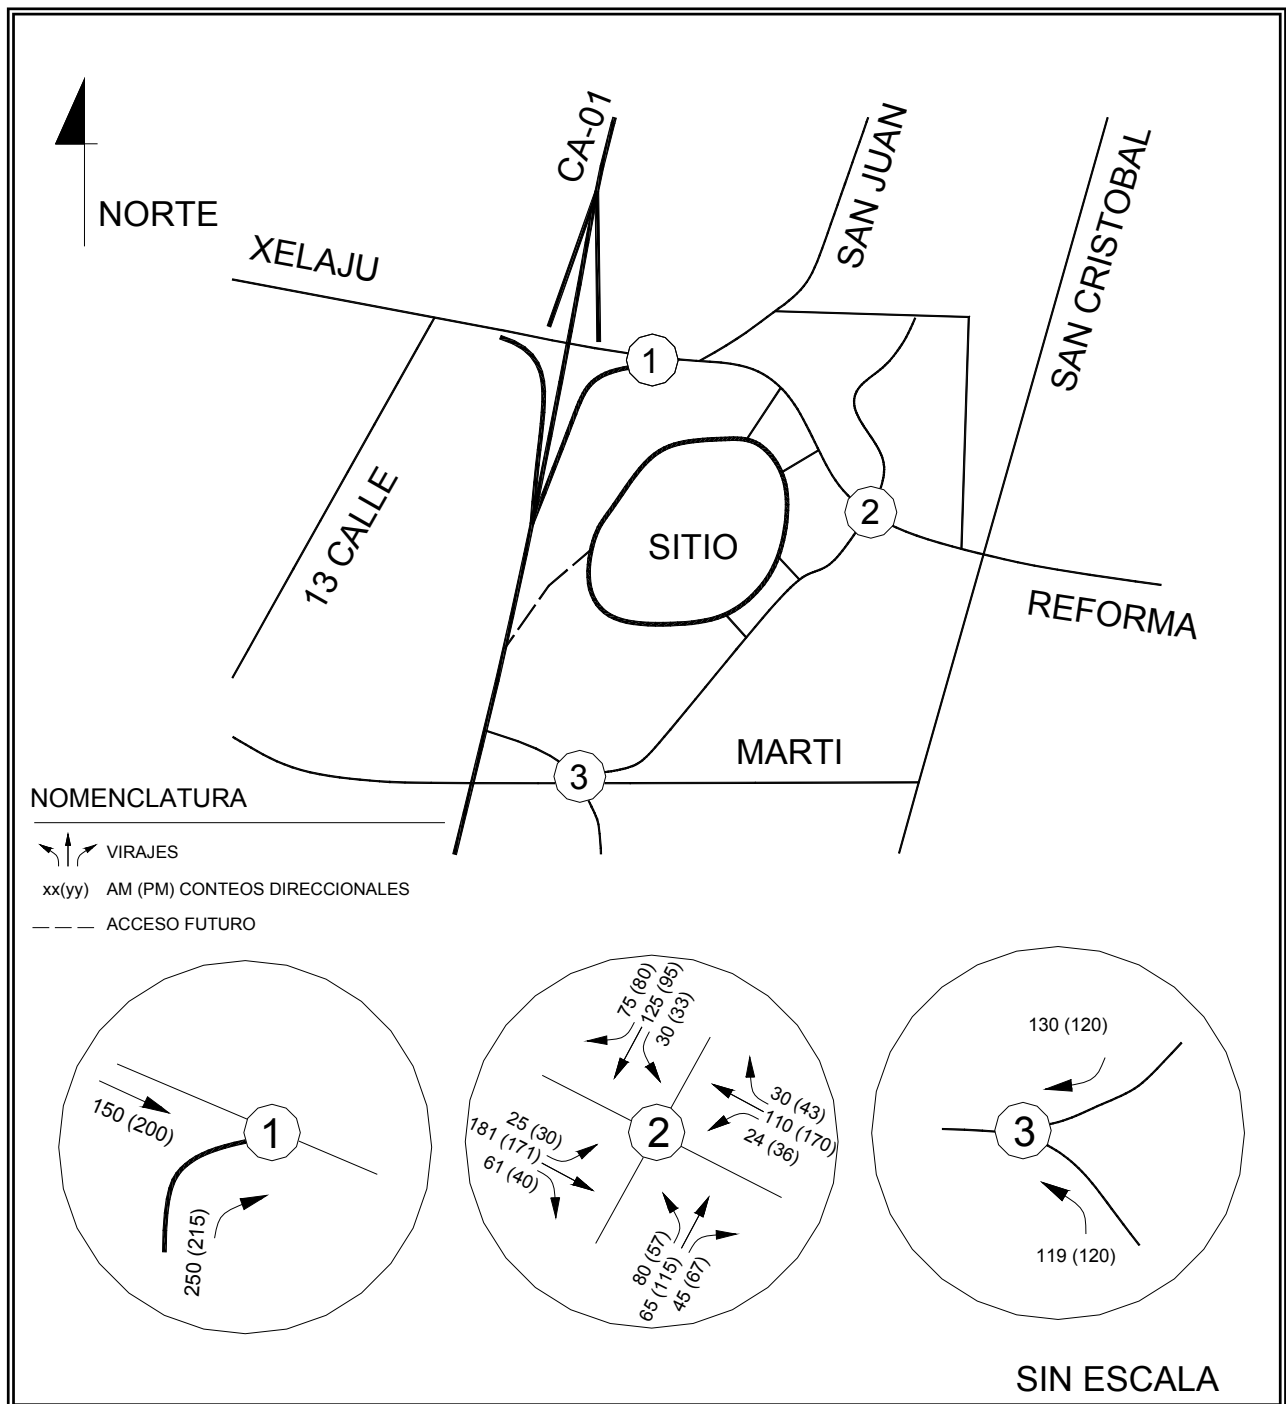 CA-01
SAN JUAN
SAN CRISTOBAL
NORTE
XELAJU
1
13 CALLE
SITIO
2
REFORMA
MARTI
3
NOMENCLATURA
VIRAJES
xx(yy) AM (PM) CONTEOS DIRECCIONALES
ACCESO FUTURO
150 (200)
1
250 (215)
75 (80)
125 (95)
30 (33)
25 (30)
181 (171)
61 (40)
2
30 (43)
110 (170)
24 (36)
80 (57)
65 (115)
45 (67)
130 (120)
3
119 (120)
SIN ESCALA